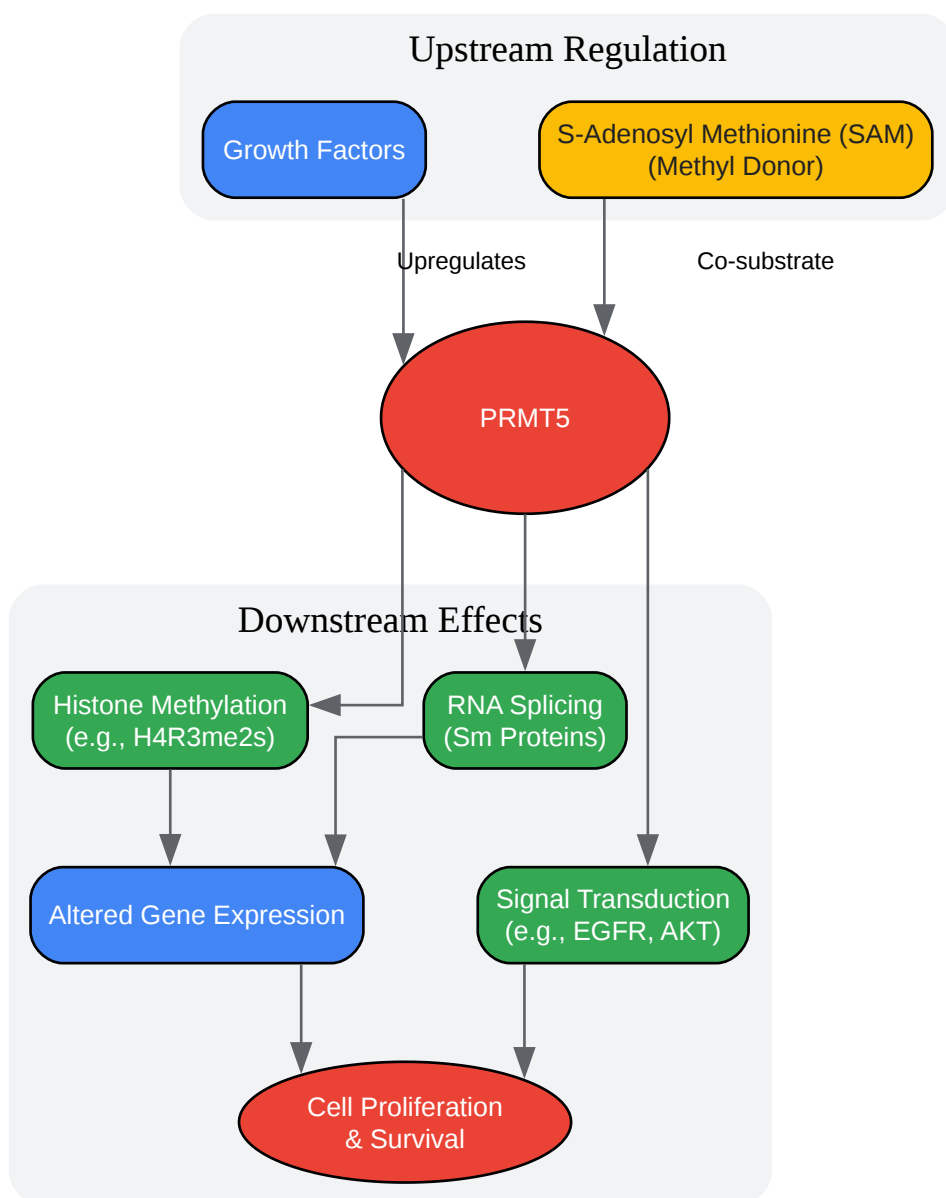 Upstream Regulation
Growth Factors
S-Adenosyl Methionine (SAM)
(Methyl Donor)
Upregulates
Co-substrate
PRMT5
Downstream Effects
Histone Methylation
(e.g., H4R3me2s)
RNA Splicing
(Sm Proteins)
Altered Gene Expression
Signal Transduction
(e.g., EGFR, AKT)
Cell Proliferation
& Survival